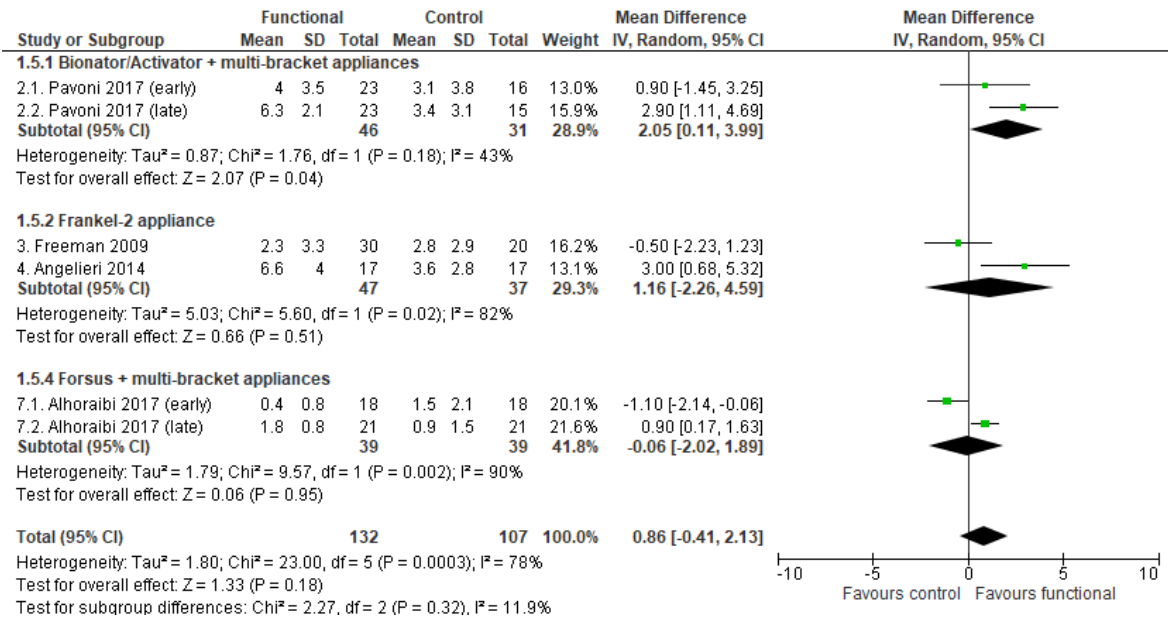 Functional Control Mean Difference Mean Difference
Study or Subgroup Mean SD Total Mean SD Total Weight IV, Random, 95% CI IV, Random, 95% CI
1.5.1 Bionator/Activator + multi-bracket appliances
2.1. Pavoni 2017 (early) 4 3.5 23 3.1 3.8 16 13.0% 0.90 [-1.45, 3.25]
2.2. Pavoni 2017 (late) 6.3 2.1 23 3.4 3.1 15 15.9% 2.90 [1.11, 4.69]
Subtotal (95% CI) 46 31 28.9% 2.05 [0.11, 3.99]
Heterogeneity: Tau² = 0.87; Chi² = 1.76, df = 1 (P = 0.18); I² = 43%
Test for overall effect: Z = 2.07 (P = 0.04)
1.5.2 Frankel-2 appliance
3. Freeman 2009 2.3 3.3 30 2.8 2.9 20 16.2% -0.50 [-2.23, 1.23]
4. Angelieri 2014 6.6 4 17 3.6 2.8 17 13.1% 3.00 [0.68, 5.32]
Subtotal (95% CI) 47 37 29.3% 1.16 [-2.26, 4.59]
Heterogeneity: Tau² = 5.03; Chi² = 5.60, df = 1 (P = 0.02); I² = 82%
Test for overall effect: Z = 0.66 (P = 0.51)
1.5.4 Forsus + multi-bracket appliances
7.1. Alhoraibi 2017 (early) 0.4 0.8 18 1.5 2.1 18 20.1% -1.10 [-2.14, -0.06]
7.2. Alhoraibi 2017 (late) 1.8 0.8 21 0.9 1.5 21 21.6% 0.90 [0.17, 1.63]
Subtotal (95% CI) 39 39 41.8% -0.06 [-2.02, 1.89]
Heterogeneity: Tau² = 1.79; Chi² = 9.57, df = 1 (P = 0.002); I² = 90%
Test for overall effect: Z = 0.06 (P = 0.95)
Total (95% CI) 132 107 100.0% 0.86 [-0.41, 2.13]
Heterogeneity: Tau² = 1.80; Chi² = 23.00, df = 5 (P = 0.0003); I² = 78%
Test for overall effect: Z = 1.33 (P = 0.18)
Test for subgroup differences: Chi² = 2.27, df = 2 (P = 0.32), I² = 11.9%
-10 -5 0 5 10
Favours control Favours functional